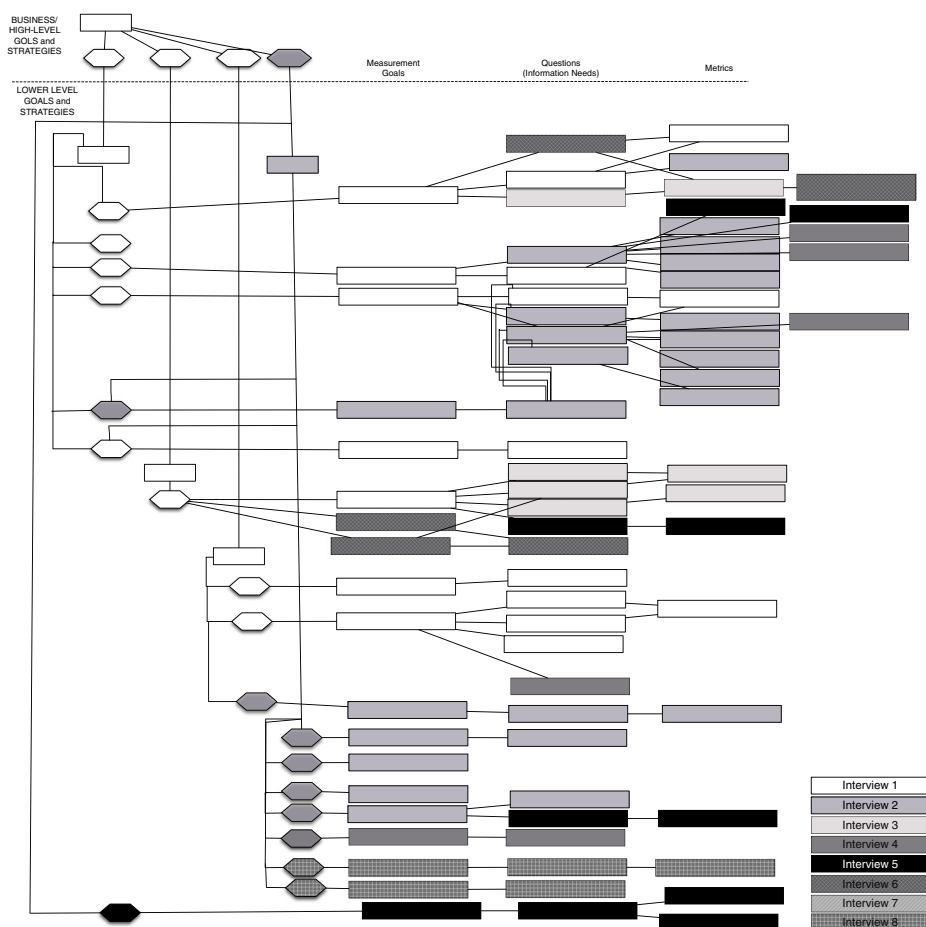 BUSINESS/
HIGH-LEVEL
GOLS and
STRATEGIES
Measurement
Goals
Questions
(Information Needs)
Metrics
LOWER LEVEL
GOALS and
STRATEGIES
Interview 1
Interview 2
Interview 3
Interview 4
Interview 5
Interview 6
Interview 7
Interview 8